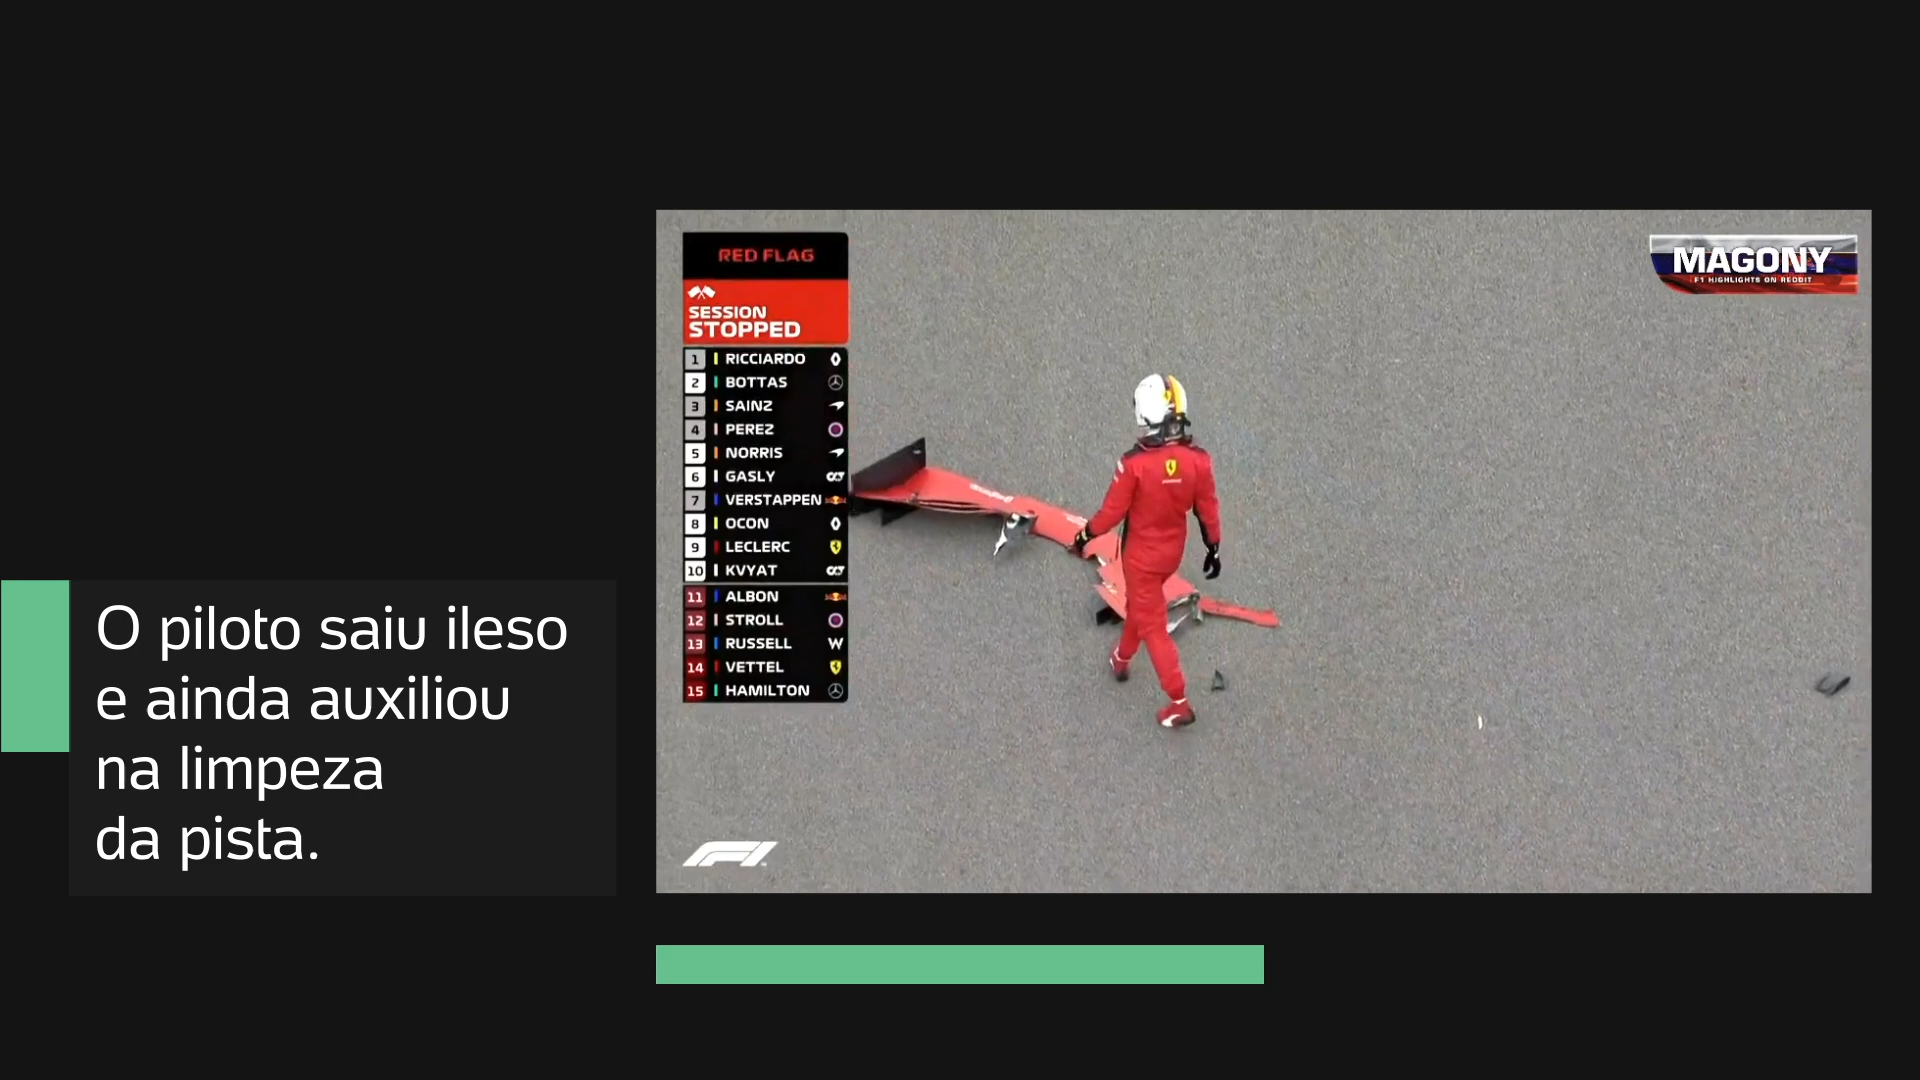 O piloto saiu ileso
e ainda auxiliou
na limpeza
da pista.
RED FLAG
SESSION
STOPPED
1 RICCIARDO
2 BOTTAS
3 SAINZ
4 PEREZ
5 NORRIS
6 GASLY
7 VERSTAPPEN
8 OCON
9 LECLERC
10 KVYAT
11 ALBON
12 STROLL
13 RUSSELL W
14 VETTEL
15 HAMILTON
MAGONY
F1 HIGHLIGHTS ON REDDIT
F1